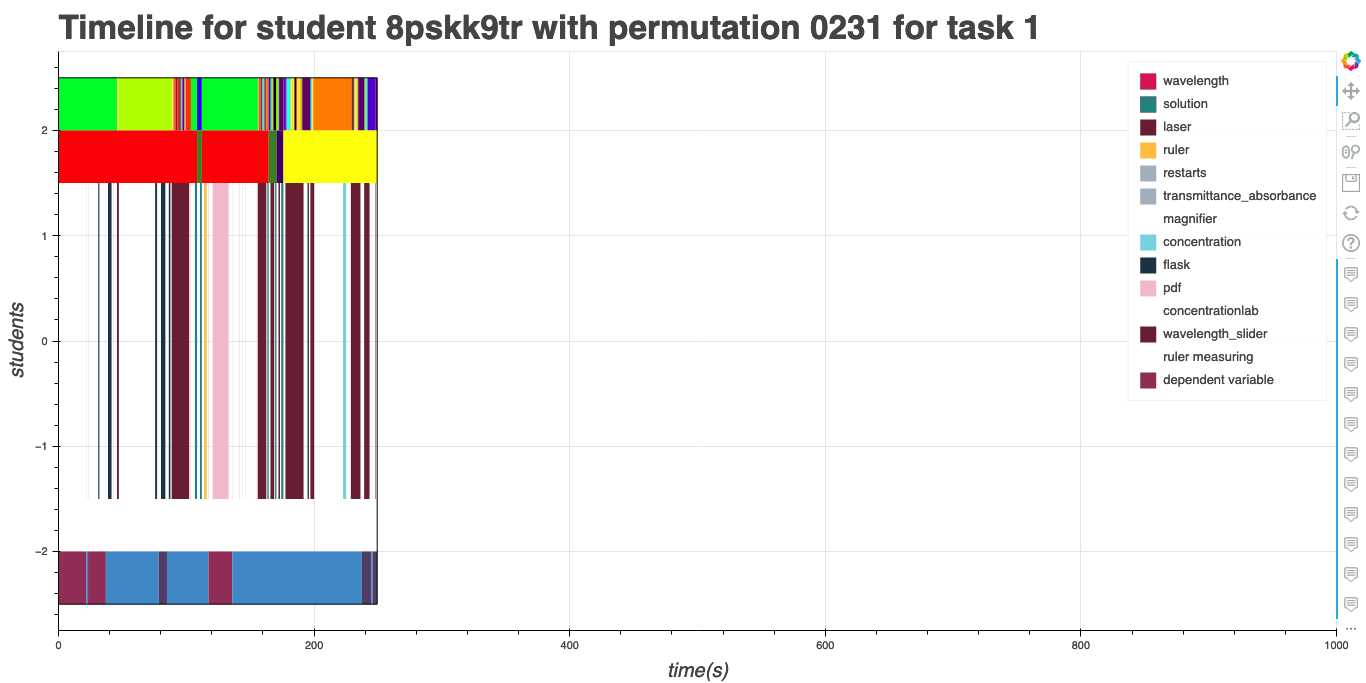 Timeline for student 8pskk9tr with permutation 0231 for task 1
wavelength
solution
laser
ruler
restarts
transmittance_absorbance
magnifier
concentration
flask
pdf
concentrationlab
wavelength_slider
ruler measuring
dependent variable
students
2
1
0
−1
−2
0
200
400
600
800
1000
time(s)